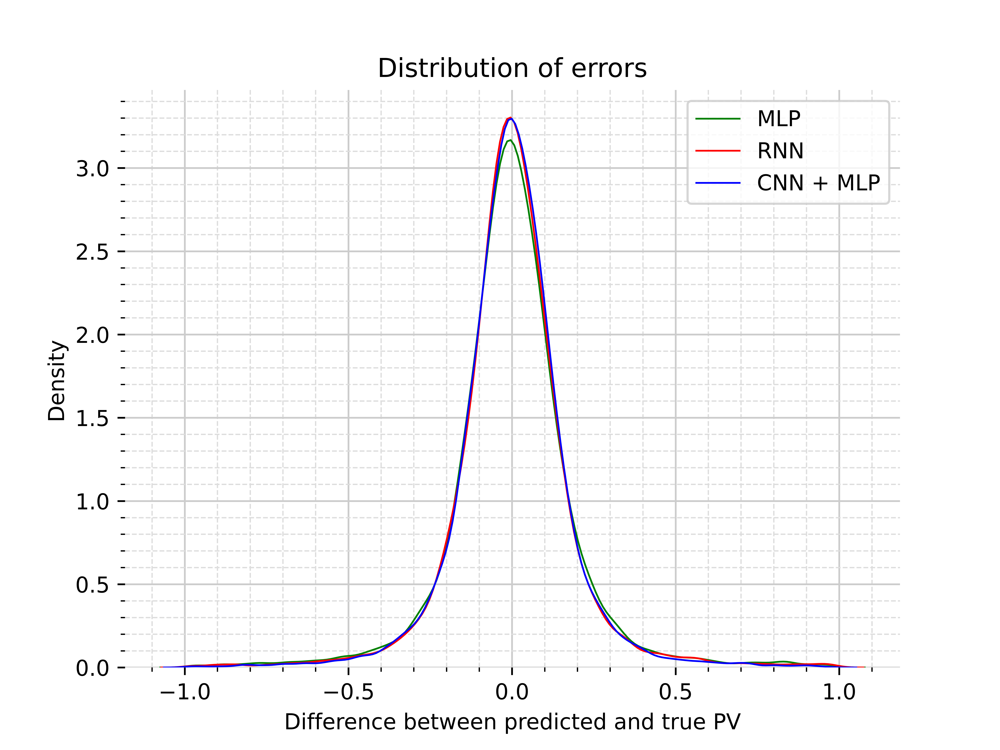 Distribution of errors
MLP
RNN
CNN + MLP
3.0
2.5
2.0
1.5
1.0
0.5
0.0
Density
−1.0 −0.5 0.0 0.5 1.0
Difference between predicted and true PV